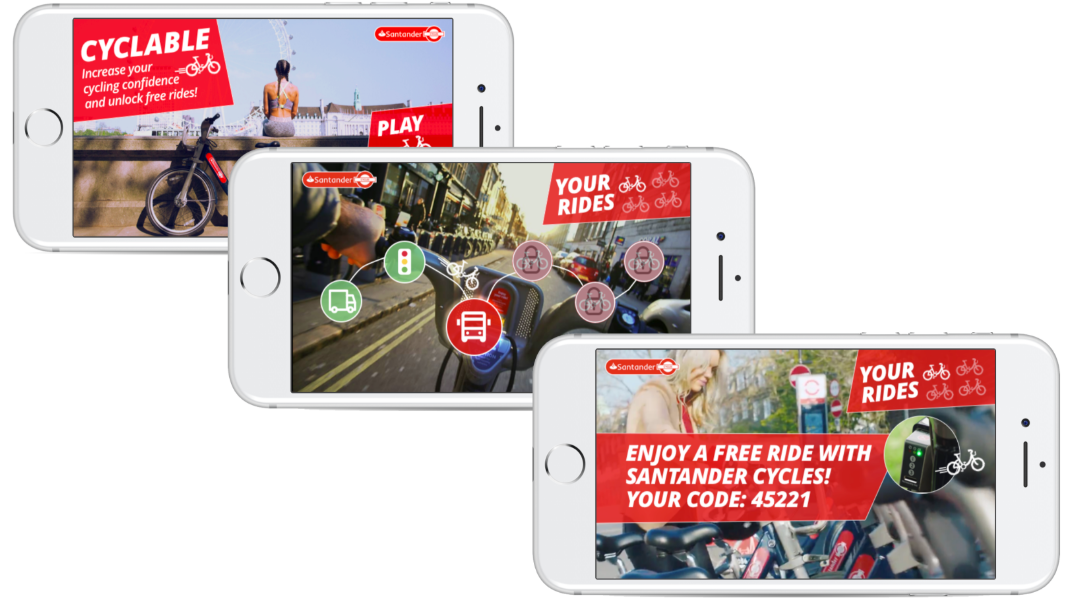 CYCLABLE
Increase your
cycling confidence
and unlock free rides!
Santander
PLAY
Santander
YOUR
RIDES
Santander
YOUR
RIDES
ENJOY A FREE RIDE WITH
SANTANDER CYCLES!
YOUR CODE: 45221